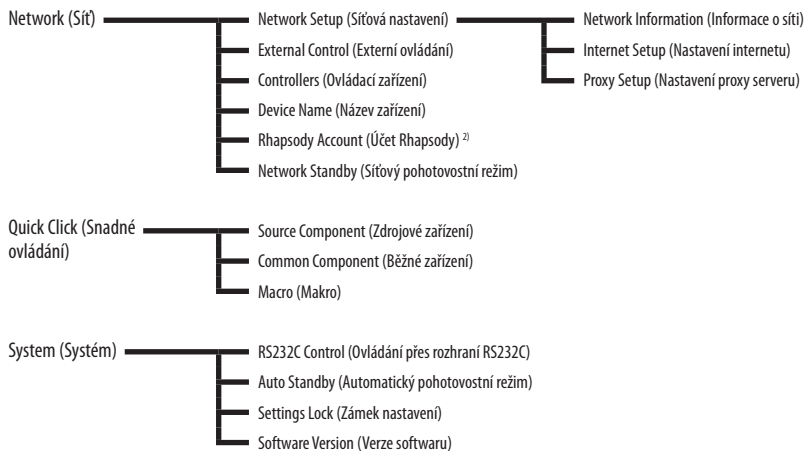 Network (Síť)
Network Setup (Síťová nastavení)
Network Information (Informace o síti)
External Control (Externí ovládání)
Internet Setup (Nastavení internetu)
Controllers (Ovládací zařízení)
Proxy Setup (Nastavení proxy serveru)
Device Name (Název zařízení)
Rhapsody Account (Účet Rhapsody) 2)
Network Standby (Síťový pohotovostní režim)
Quick Click (Snadné
ovládání)
Source Component (Zdrojové zařízení)
Common Component (Běžné zařízení)
Macro (Makro)
System (Systém)
RS232C Control (Ovládání přes rozhraní RS232C)
Auto Standby (Automatický pohotovostní režim)
Settings Lock (Zámek nastavení)
Software Version (Verze softwaru)